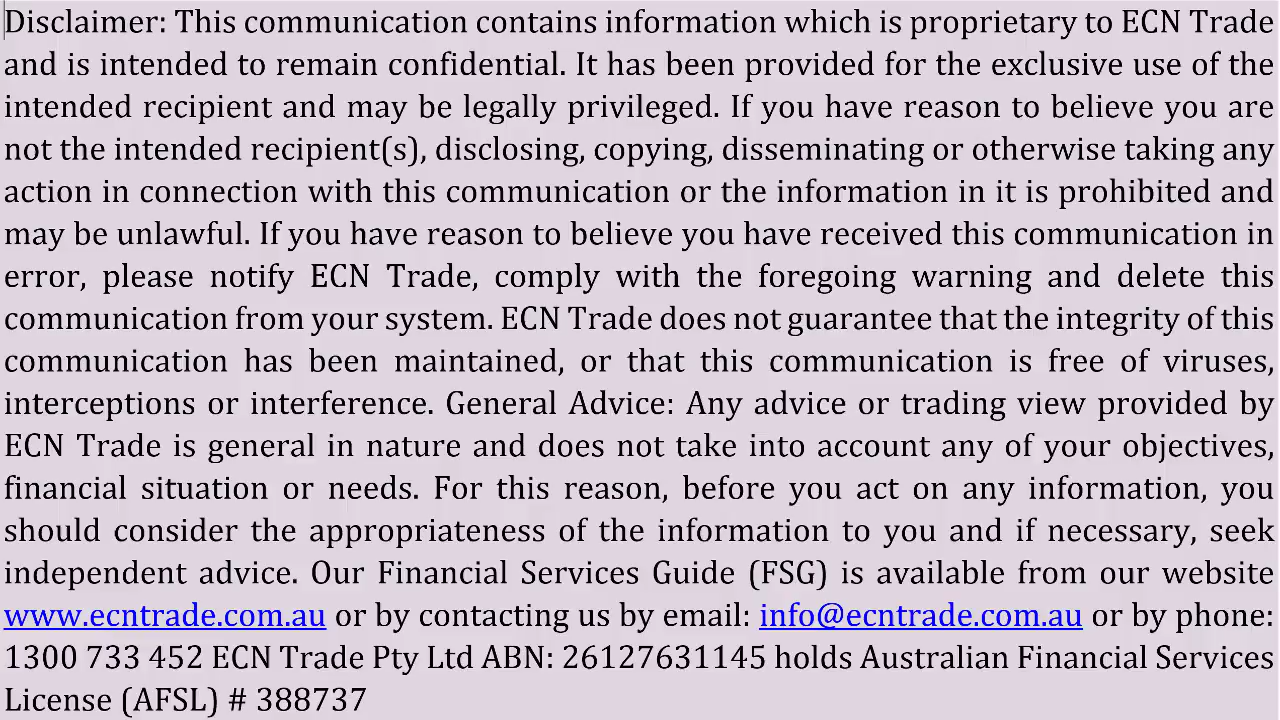 Disclaimer: This communication contains information which is proprietary to ECN Trade
and is intended to remain confidential. It has been provided for the exclusive use of the
intended recipient and may be legally privileged. If you have reason to believe you are
not the intended recipient(s), disclosing, copying, disseminating or otherwise taking any
action in connection with this communication or the information in it is prohibited and
may be unlawful. If you have reason to believe you have received this communication in
error, please notify ECN Trade, comply with the foregoing warning and delete this
communication from your system. ECN Trade does not guarantee that the integrity of this
communication has been maintained, or that this communication is free of viruses,
interceptions or interference. General Advice: Any advice or trading view provided by
ECN Trade is general in nature and does not take into account any of your objectives,
financial situation or needs. For this reason, before you act on any information, you
should consider the appropriateness of the information to you and if necessary, seek
independent advice. Our Financial Services Guide (FSG) is available from our website
www.ecntrade.com.au or by contacting us by email: info@ecntrade.com.au or by phone:
1300 733 452 ECN Trade Pty Ltd ABN: 26127631145 holds Australian Financial Services
License (AFSL) # 388737